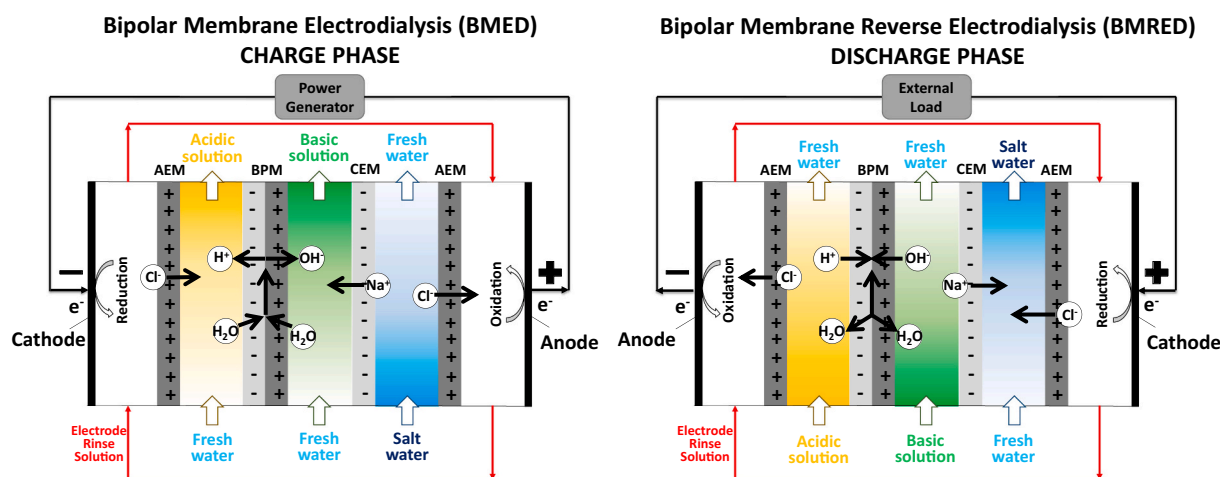 Bipolar Membrane Electrodialysis (BMED)
CHARGE PHASE
Power
Generator
Acidic
solution
Basic
solution
Fresh
water
AEM
BPM
CEM
AEM
H⁺
OH⁻
Cl⁻
Na⁺
Cl⁻
H₂O
H₂O
Reduction
Oxidation
−
+
e⁻
e⁻
Cathode
Anode
Electrode
Rinse
Solution
Fresh
water
Fresh
water
Salt
water
Bipolar Membrane Reverse Electrodialysis (BMRED)
DISCHARGE PHASE
External
Load
Fresh
water
Fresh
water
Salt
water
AEM
BPM
CEM
AEM
H⁺
OH⁻
Cl⁻
Na⁺
Cl⁻
H₂O
H₂O
Oxidation
Reduction
−
+
e⁻
e⁻
Anode
Cathode
Electrode
Rinse
Solution
Acidic
solution
Basic
solution
Fresh
water